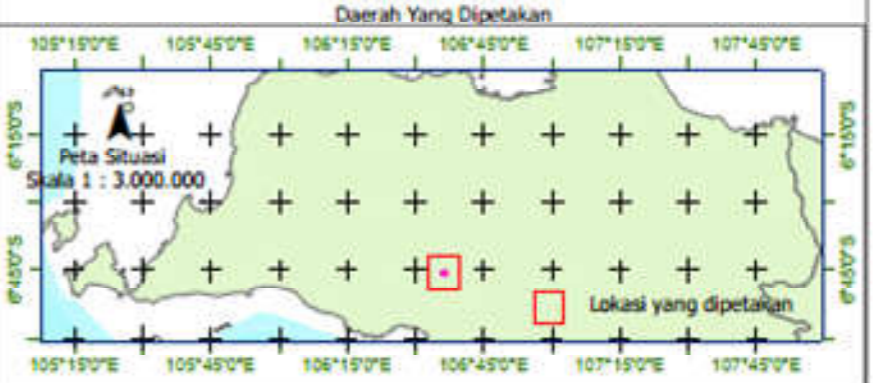 Daerah Yang Dipetakan
105°15'0"E 105°45'0"E 106°15'0"E 106°45'0"E 107°15'0"E 107°45'0"E
6°15'0"S 6°15'0"S
Peta Situasi
Skala 1 : 3.000.000
6°45'0"S 6°45'0"S
Lokasi yang dipetakan
105°15'0"E 105°45'0"E 106°15'0"E 106°45'0"E 107°15'0"E 107°45'0"E